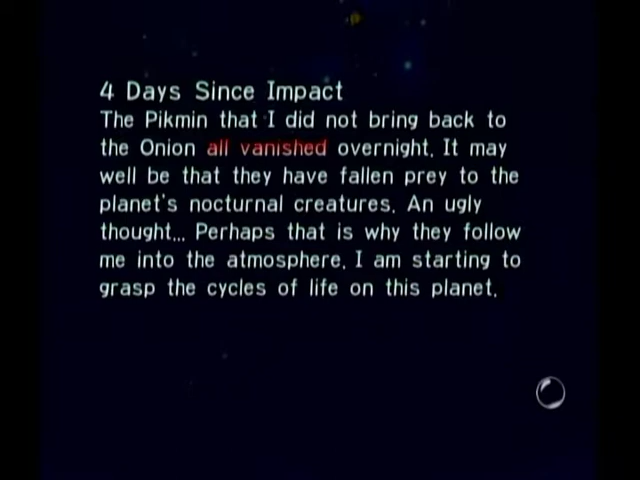 4 Days Since Impact
The Pikmin that I did not bring back to
the Onion all vanished overnight. It may
well be that they have fallen prey to the
planet's nocturnal creatures. An ugly
thought... Perhaps that is why they follow
me into the atmosphere. I am starting to
grasp the cycles of life on this planet.